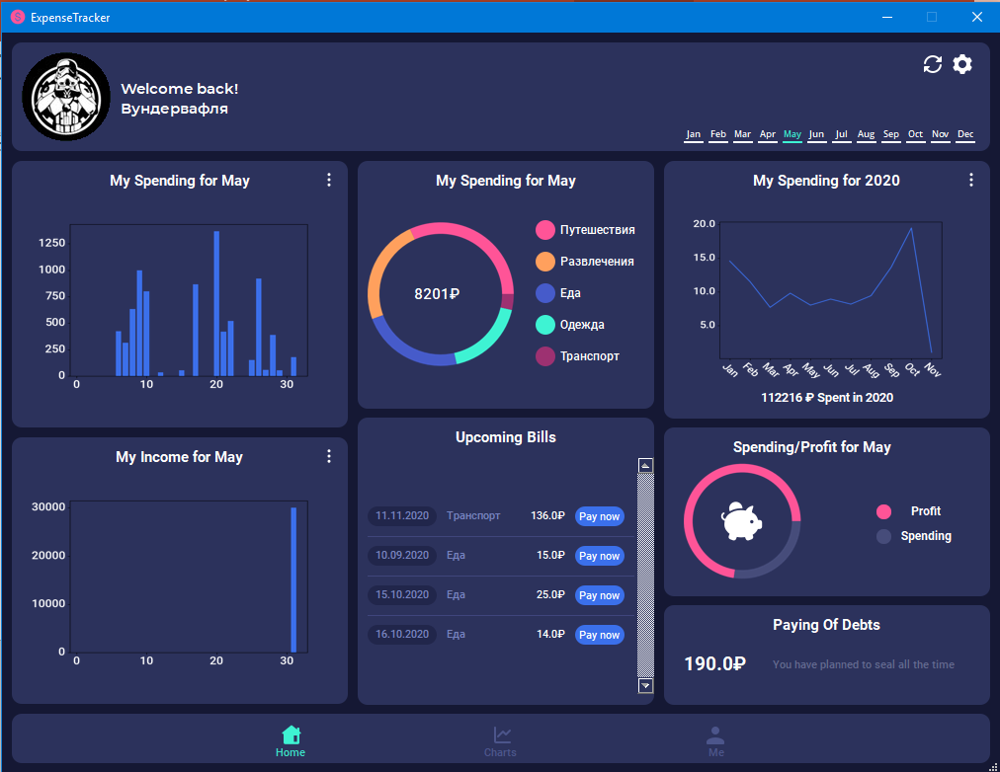 ExpenseTracker
Welcome back!
Вундервафля
Jan Feb Mar Apr May Jun Jul Aug Sep Oct Nov Dec
My Spending for May
1250
1000
750
500
250
0
0 10 20 30
My Spending for May
8201₽
Путешествия
Развлечения
Еда
Одежда
Транспорт
My Spending for 2020
20.0
15.0
10.0
5.0
Jan Feb Mar Apr May Jun Jul Aug Sep Oct Nov
112216 ₽ Spent in 2020
My Income for May
30000
20000
10000
0
0 10 20 30
Upcoming Bills
11.11.2020 Транспорт 136.0₽ Pay now
10.09.2020 Еда 15.0₽ Pay now
15.10.2020 Еда 25.0₽ Pay now
16.10.2020 Еда 14.0₽ Pay now
Spending/Profit for May
Profit
Spending
Paying Of Debts
190.0₽ You have planned to seal all the time
Home Charts Me